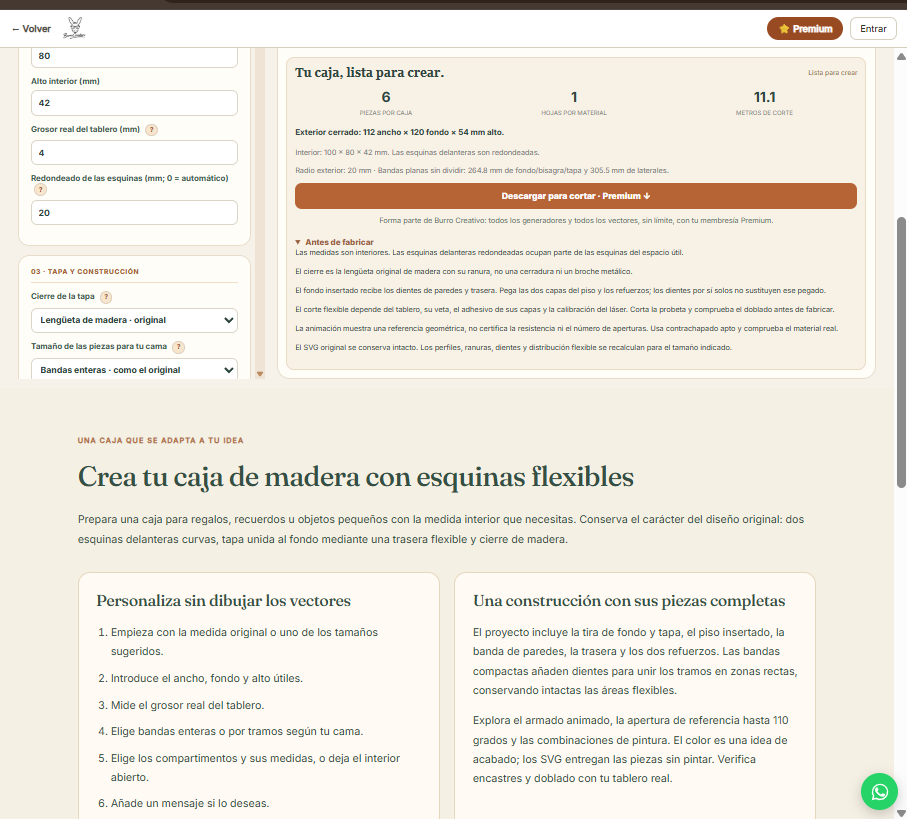 ← Volver
Premium
Entrar
80
Alto interior (mm)
42
Grosor real del tablero (mm) ?
4
Redondeado de las esquinas (mm; 0 = automático)
?
20
03 · TAPA Y CONSTRUCCIÓN
Cierre de la tapa ?
Lengüeta de madera · original
Tamaño de las piezas para tu cama ?
Bandas enteras · como el original
Tu caja, lista para crear.
Lista para crear
6
PIEZAS POR CAJA
1
HOJAS POR MATERIAL
11.1
METROS DE CORTE
Exterior cerrado: 112 ancho × 120 fondo × 54 mm alto.
Interior: 100 × 80 × 42 mm. Las esquinas delanteras son redondeadas.
Radio exterior: 20 mm · Bandas planas sin dividir: 264.8 mm de fondo/bisagra/tapa y 305.5 mm de laterales.
Descargar para cortar · Premium ↓
Forma parte de Burro Creativo: todos los generadores y todos los vectores, sin límite, con tu membresía Premium.
▼ Antes de fabricar
Las medidas son interiores. Las esquinas delanteras redondeadas ocupan parte de las esquinas del espacio útil.
El cierre es la lengüeta original de madera con su ranura, no una cerradura ni un broche metálico.
El fondo insertado recibe los dientes de paredes y trasera. Pega las dos capas del piso y los refuerzos; los dientes por sí solos no sustituyen ese pegado.
El corte flexible depende del tablero, su veta, el adhesivo de sus capas y la calibración del láser. Corta la probeta y comprueba el doblado antes de fabricar.
La animación muestra una referencia geométrica, no certifica la resistencia ni el número de aperturas. Usa contrachapado apto y comprueba el material real.
El SVG original se conserva intacto. Los perfiles, ranuras, dientes y distribución flexible se recalculan para el tamaño indicado.
UNA CAJA QUE SE ADAPTA A TU IDEA
Crea tu caja de madera con esquinas flexibles
Prepara una caja para regalos, recuerdos u objetos pequeños con la medida interior que necesitas. Conserva el carácter del diseño original: dos
esquinas delanteras curvas, tapa unida al fondo mediante una trasera flexible y cierre de madera.
Personaliza sin dibujar los vectores
1. Empieza con la medida original o uno de los tamaños
sugeridos.
2. Introduce el ancho, fondo y alto útiles.
3. Mide el grosor real del tablero.
4. Elige bandas enteras o por tramos según tu cama.
5. Elige los compartimentos y sus medidas, o deja el interior
abierto.
6. Añade un mensaje si lo deseas.
Una construcción con sus piezas completas
El proyecto incluye la tira de fondo y tapa, el piso insertado, la
banda de paredes, la trasera y los dos refuerzos. Las bandas
compactas añaden dientes para unir los tramos en zonas rectas,
conservando intactas las áreas flexibles.
Explora el armado animado, la apertura de referencia hasta 110
grados y las combinaciones de pintura. El color es una idea de
acabado; los SVG entregan las piezas sin pintar. Verifica
encastres y doblado con tu tablero real.